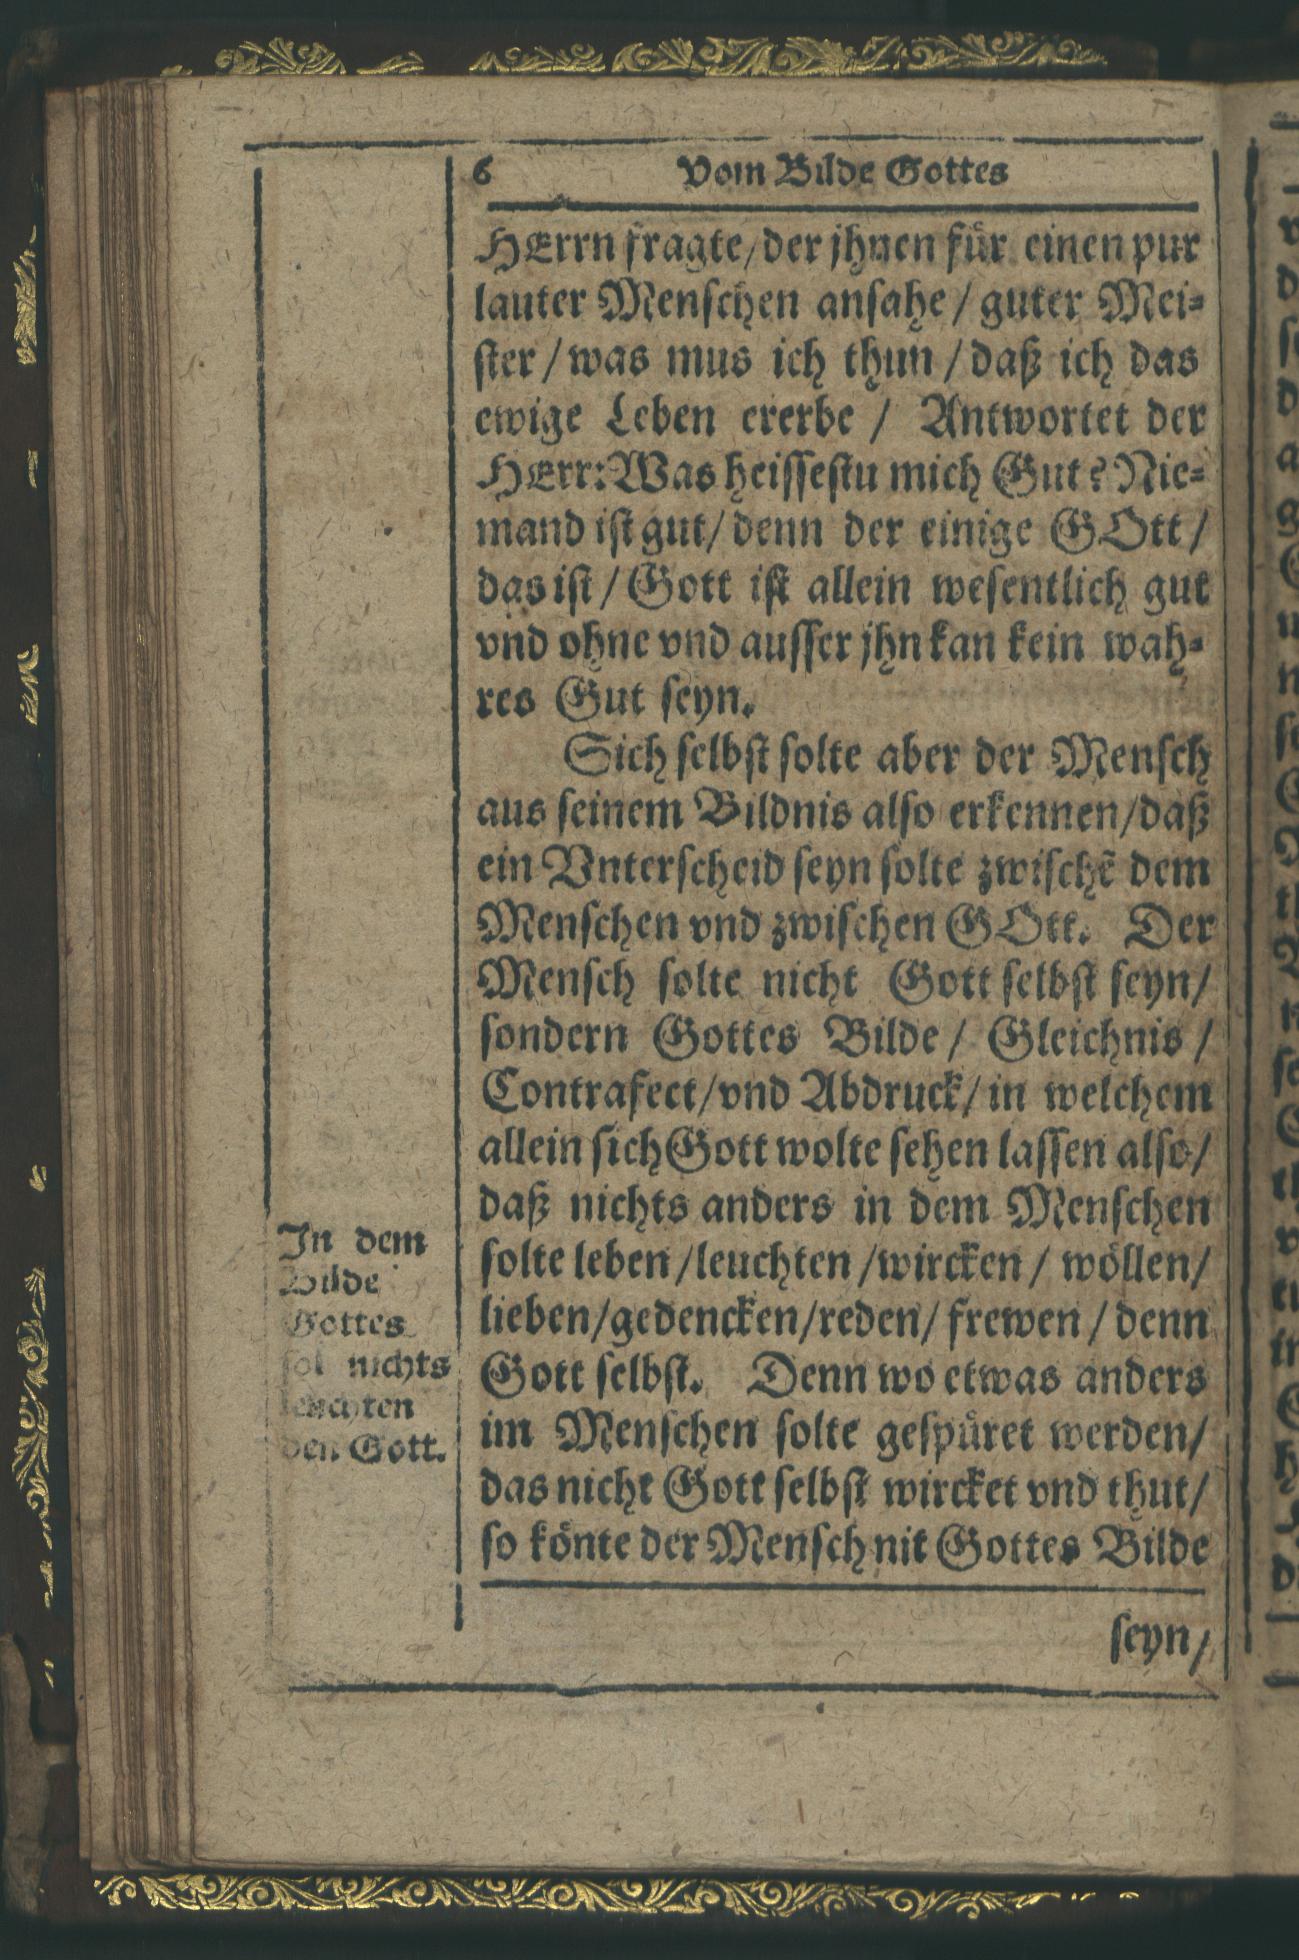 6 Vom Bilde Gottes
HErrn fragte/ der jhnen für einen pur
lauter Menschen ansahe / guter Mei-
ster / was mus ich thun / daß ich das
ewige Leben ererbe / Antwortet der
HErr: Was heissestu mich Gut? Nie-
mand ist gut/ denn der einige GOtt /
das ist / Gott ist allein wesentlich gut
vnd ohne vnd ausser jhn kan kein wah-
res Gut seyn.
Sich selbst solte aber der Mensch
aus seinem Bildnis also erkennen/daß
ein Vnterscheid seyn solte zwischẽ dem
Menschen vnd zwischen GOtt. Der
Mensch solte nicht Gott selbst seyn/
sondern Gottes Bilde / Gleichnis /
Contrafect/vnd Abdruck/ in welchem
allein sich Gott wolte sehen lassen also/
daß nichts anders in dem Menschen
solte leben /leuchten /wircken / wöllen/
lieben/gedencken/reden/ frewen / denn
Gott selbst. Denn wo etwas anders
im Menschen solte gespüret werden/
das nicht Gott selbst wircket vnd thut/
so könte der Mensch nit Gottes Bilde
seyn/
In dem
Bilde
Gottes
sol nichts
leuchten
den Gott.